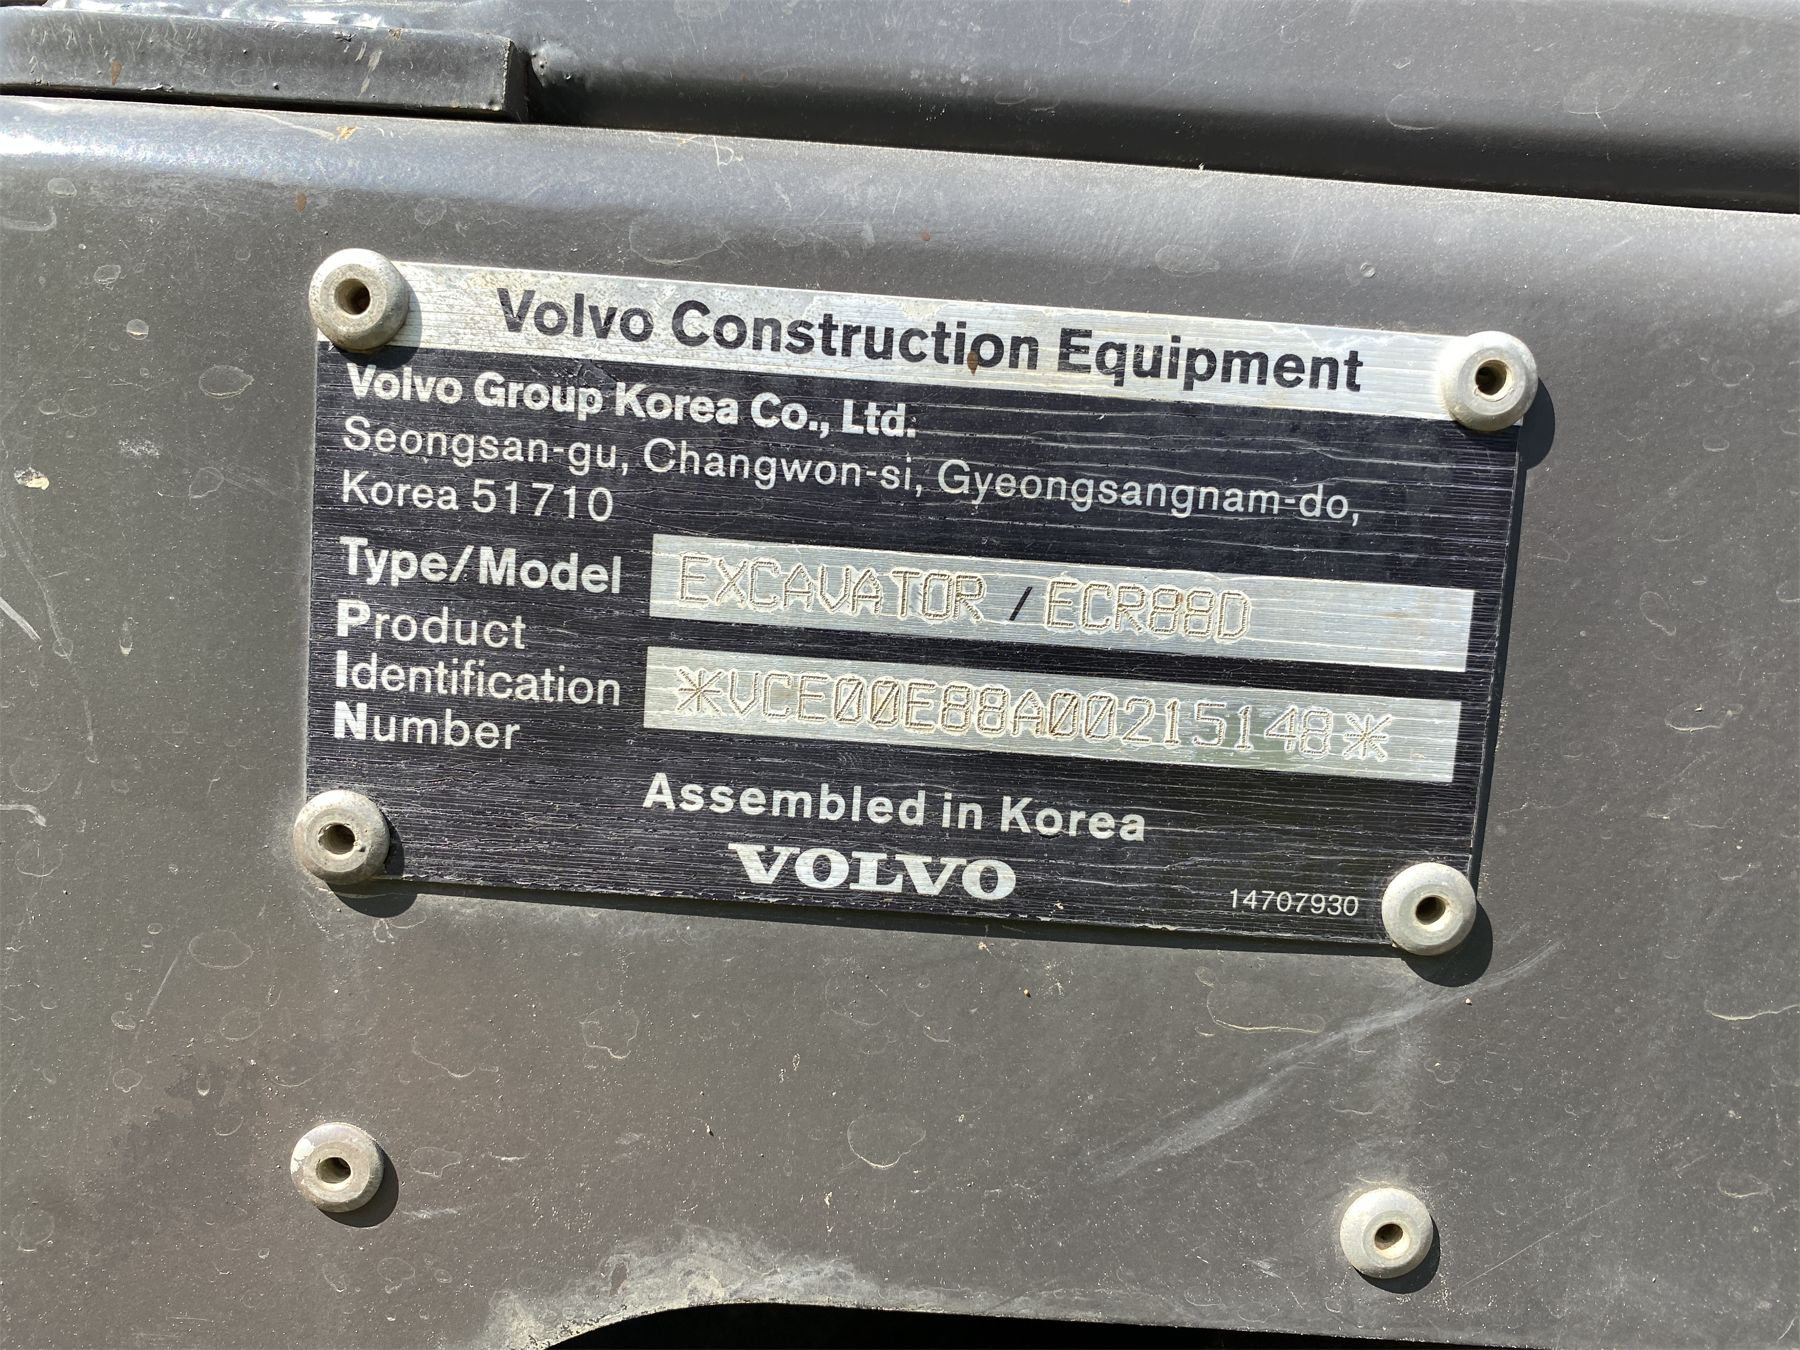 Volvo Construction Equipment
Volvo Group Korea Co., Ltd.
Seongsan-gu, Changwon-si, Gyeongsangnam-do,
Korea 51710
Type/Model EXCAVATOR / ECR88D
Product
Identification *VCE00E88A00215148*
Number
Assembled in Korea
VOLVO
14707930